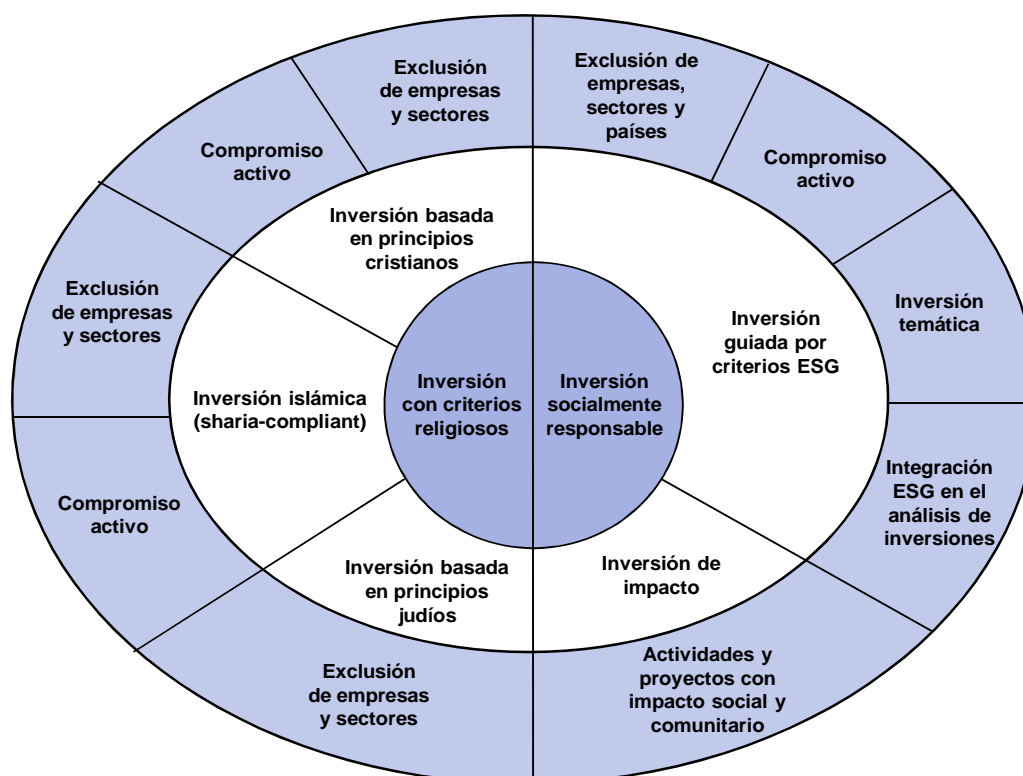 Exclusión
de empresas
y sectores
Exclusión de
empresas,
sectores y
países
Compromiso
activo
Compromiso
activo
Inversión basada
en principios
cristianos
Exclusión
de empresas
y sectores
Inversión
temática
Inversión
guiada por
criterios ESG
Inversión islámica
(sharia-compliant)
Inversión
con criterios
religiosos
Inversión
socialmente
responsable
Compromiso
activo
Integración
ESG en el
análisis de
inversiones
Inversión basada
en principios
judíos
Inversión de
impacto
Exclusión
de empresas
y sectores
Actividades y
proyectos con
impacto social y
comunitario